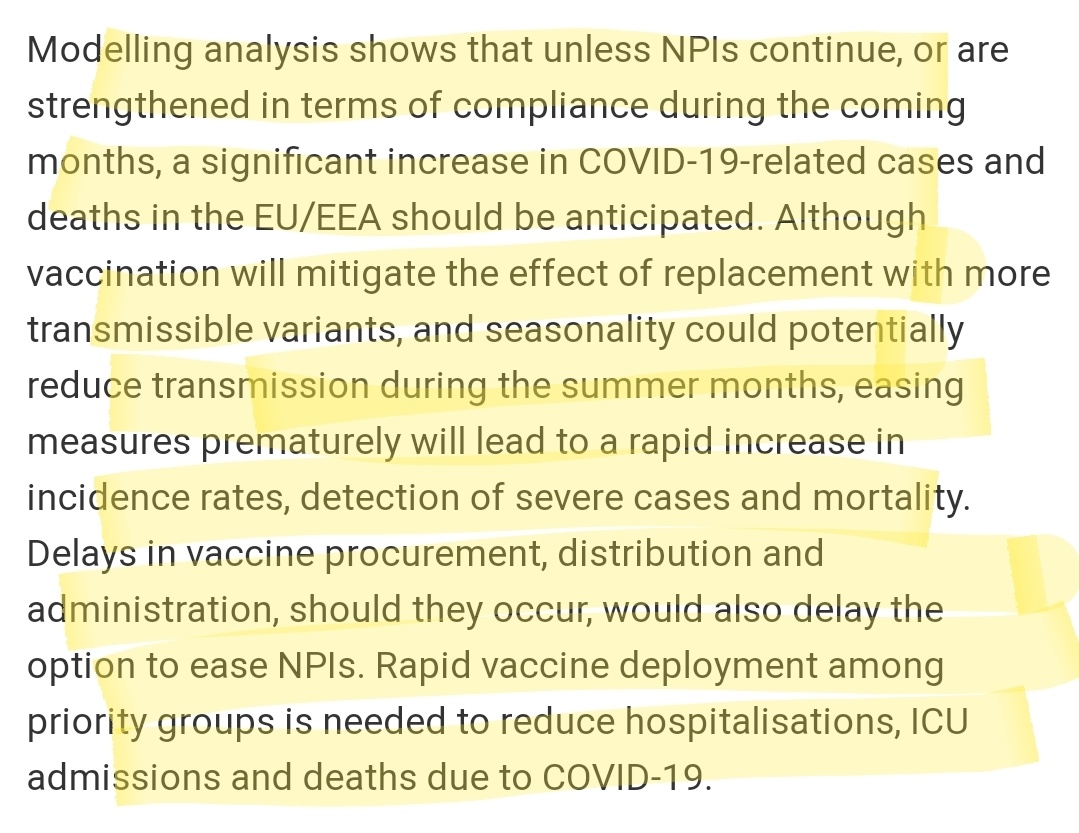 Modelling analysis shows that unless NPIs continue, or are
strengthened in terms of compliance during the coming
months, a significant increase in COVID-19-related cases and
deaths in the EU/EEA should be anticipated. Although
vaccination will mitigate the effect of replacement with more
transmissible variants, and seasonality could potentially
reduce transmission during the summer months, easing
measures prematurely will lead to a rapid increase in
incidence rates, detection of severe cases and mortality.
Delays in vaccine procurement, distribution and
administration, should they occur, would also delay the
option to ease NPIs. Rapid vaccine deployment among
priority groups is needed to reduce hospitalisations, ICU
admissions and deaths due to COVID-19.